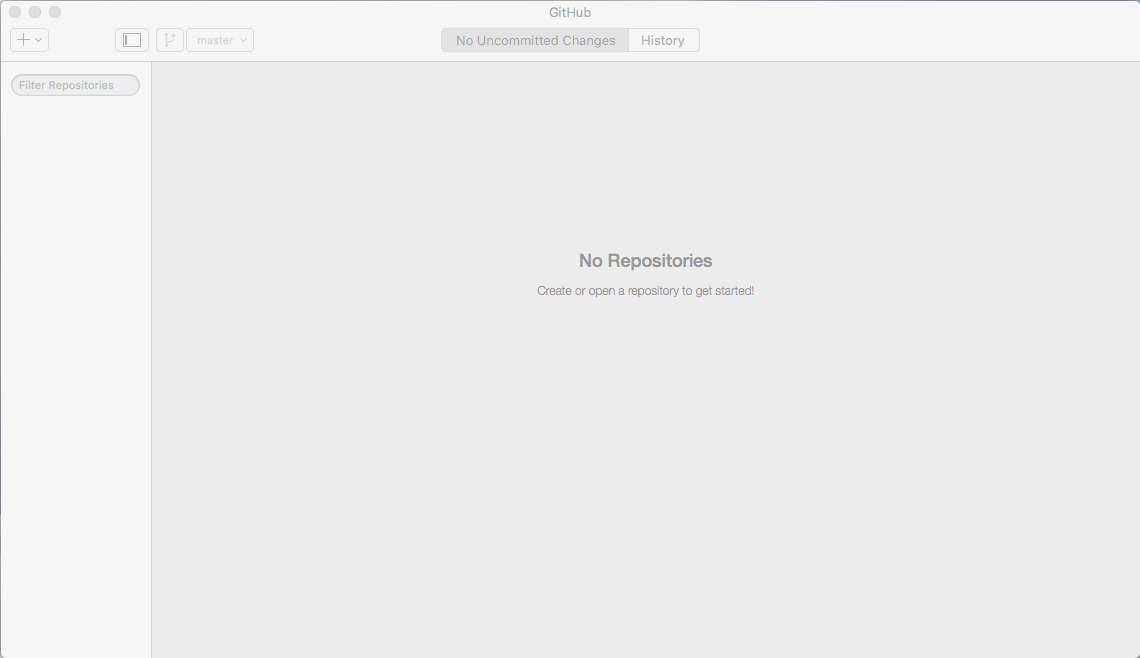 GitHub
master
No Uncommitted Changes
History
Filter Repositories
No Repositories
Create or open a repository to get started!